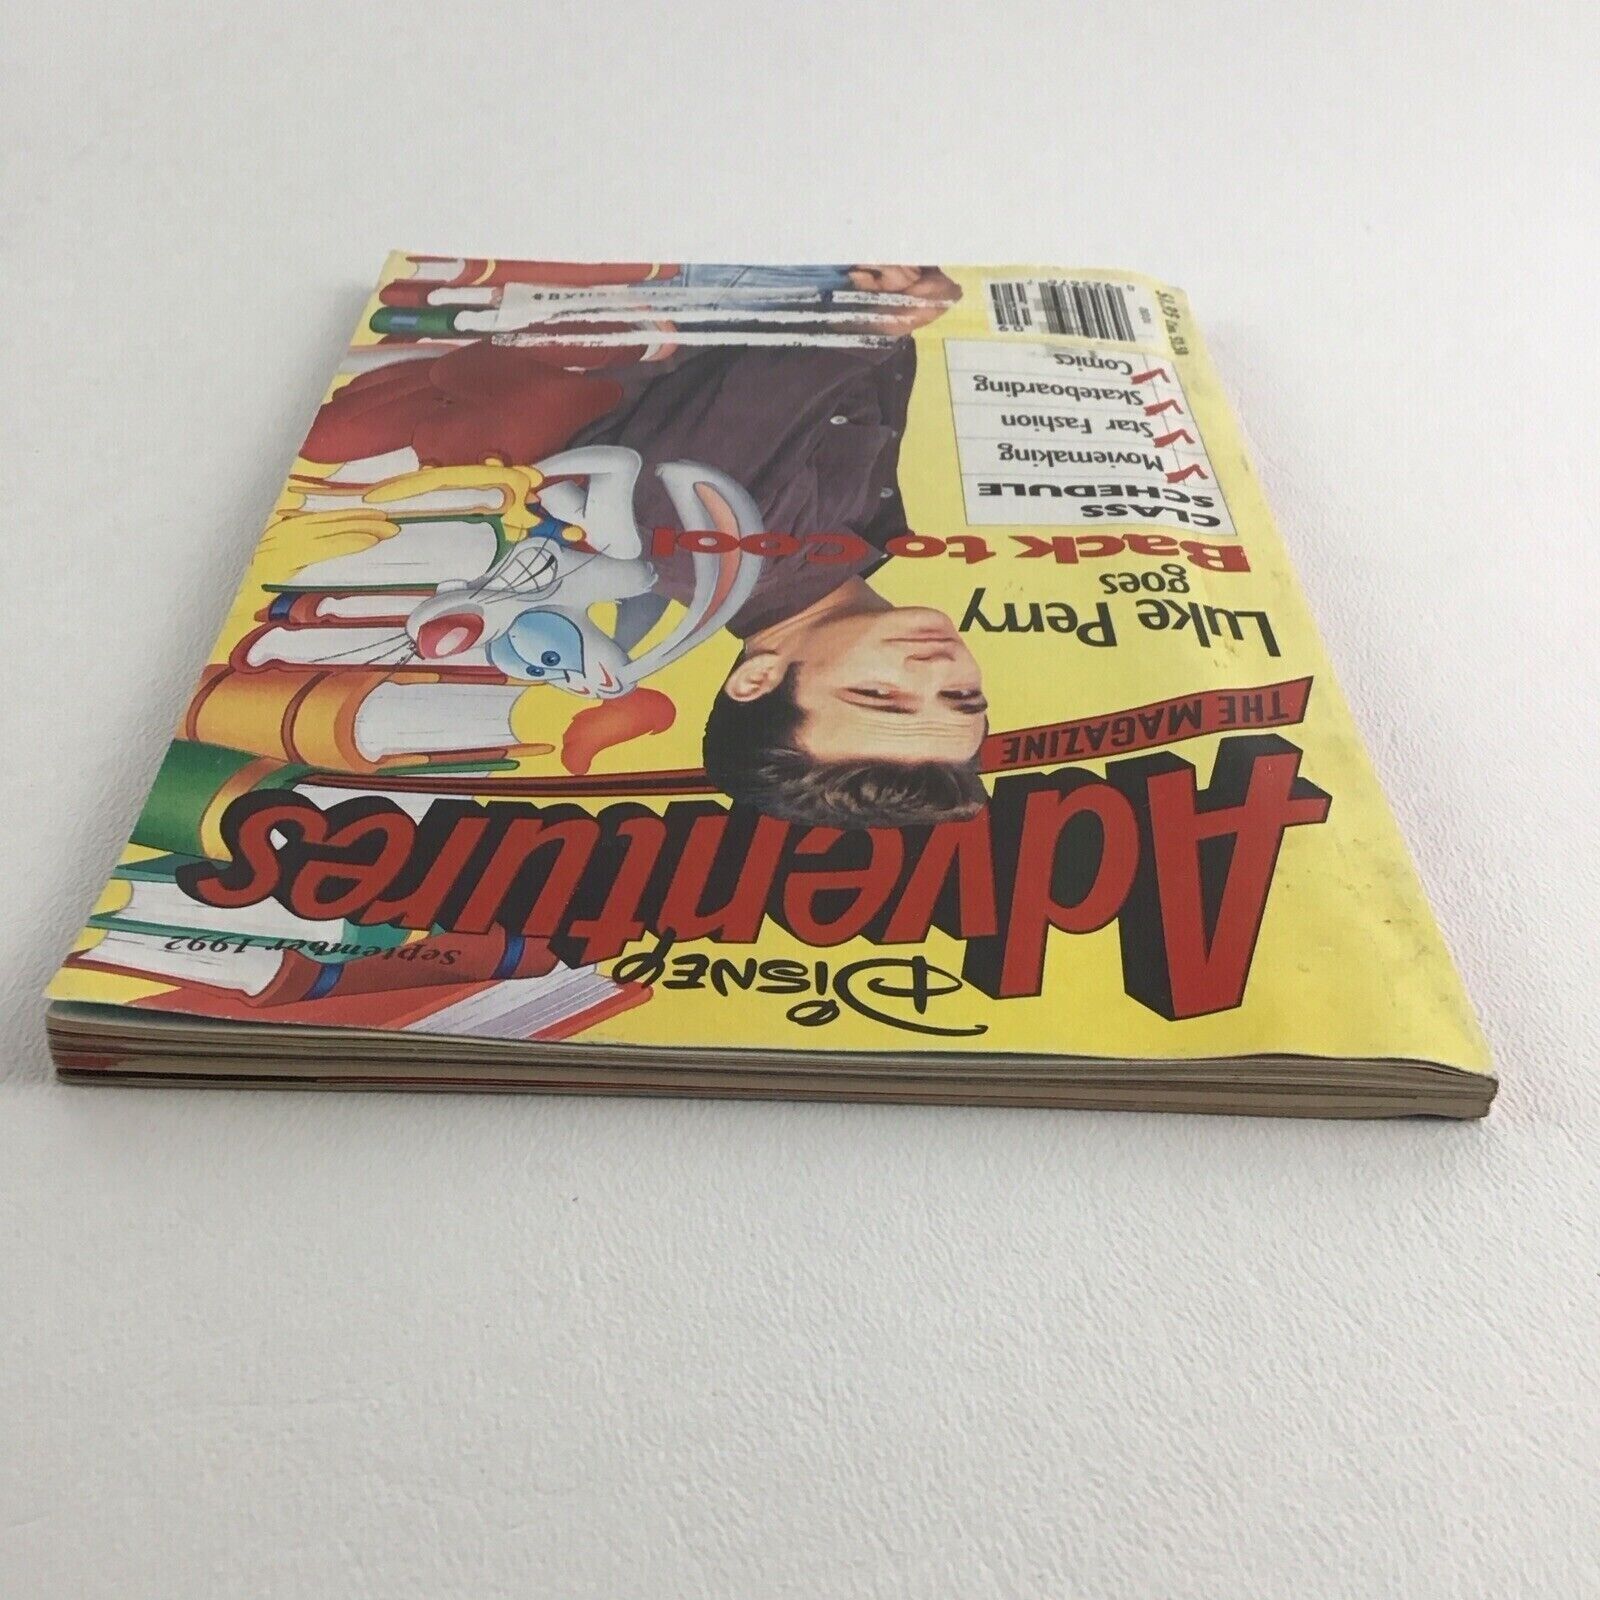 DISNEY
Adventures
THE MAGAZINE
September 1992
Luke Perry
goes
Back to Cool
CLASS
SCHEDULE
Moviemaking
Star Fashion
Skateboarding
Comics